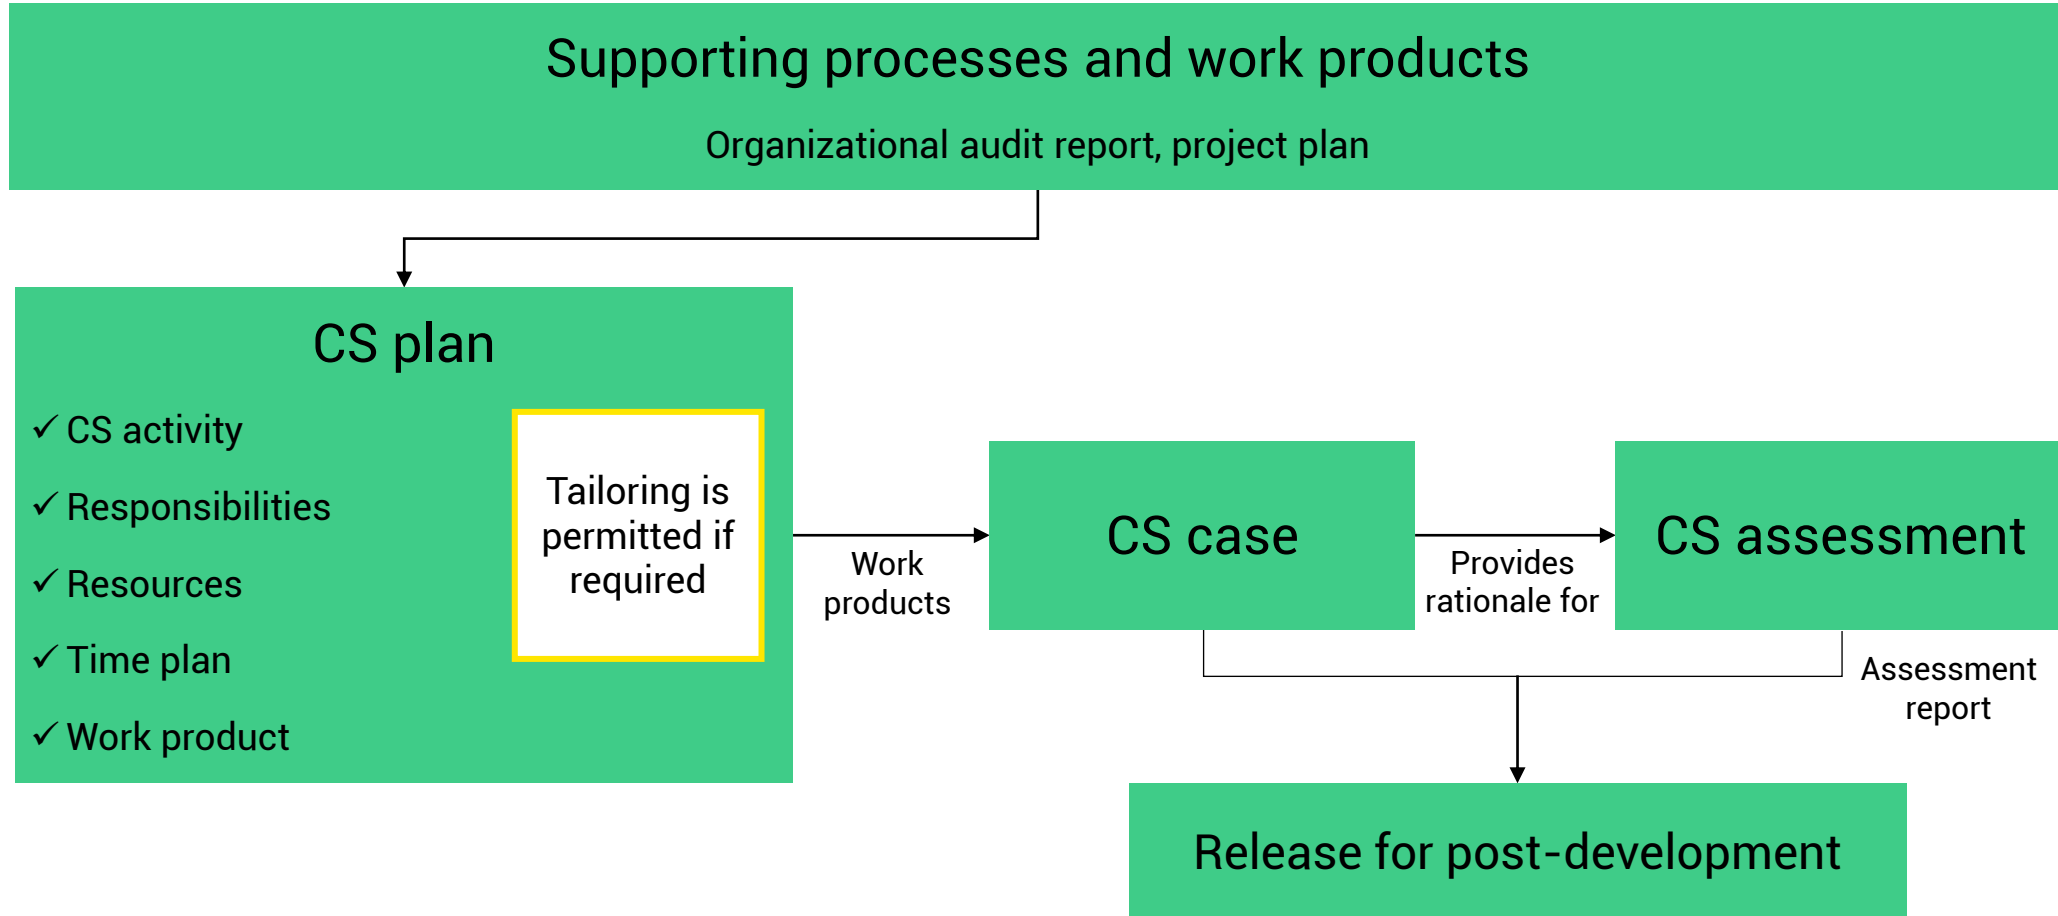 Supporting processes and work products
Organizational audit report, project plan
CS plan
✓ CS activity
✓ Responsibilities
✓ Resources
✓ Time plan
✓ Work product
Tailoring is
permitted if
required
Work
products
CS case
Provides
rationale for
CS assessment
Assessment
report
Release for post-development